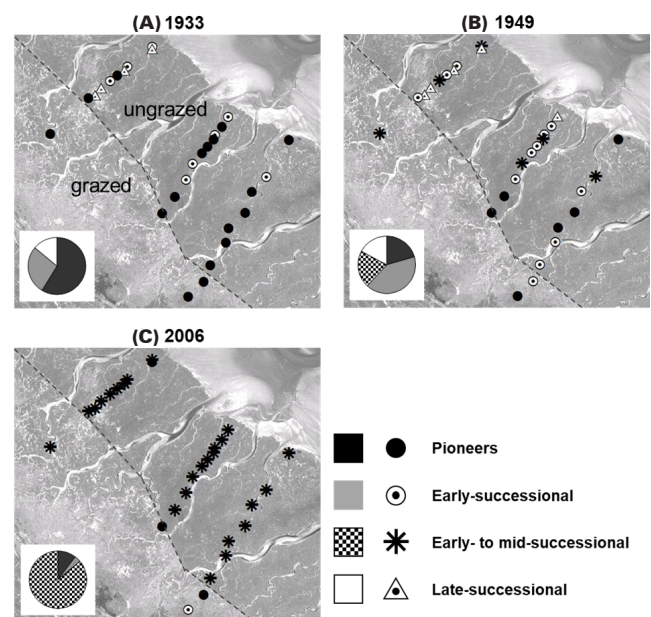 (A) 1933
(B) 1949
ungrazed
grazed
(C) 2006
Pioneers
Early-successional
Early- to mid-successional
Late-successional